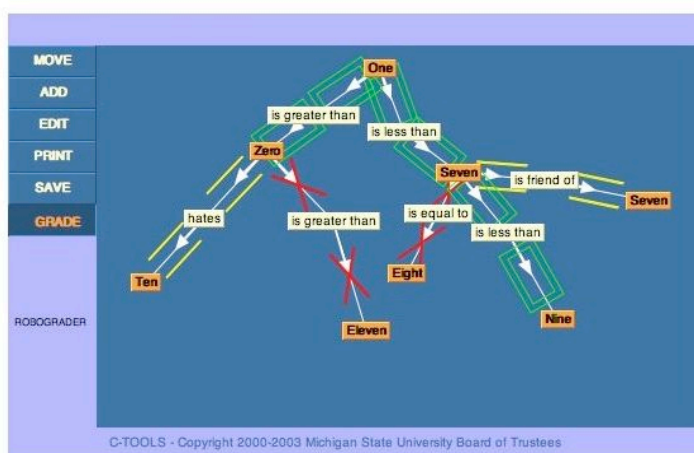 MOVE
ADD
EDIT
PRINT
SAVE
GRADE
ROBOGRADER
One
is greater than
is less than
Zero
Seven
is friend of
Seven
hates
is greater than
is equal to
is less than
Ten
Eight
Eleven
Nine
C-TOOLS - Copyright 2000-2003 Michigan State University Board of Trustees